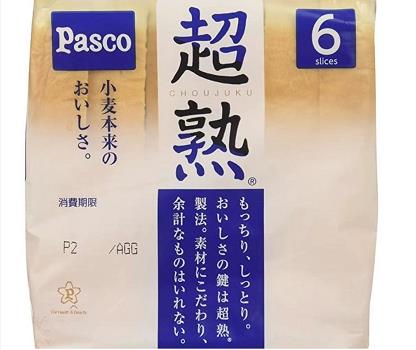 Pasco
超熟
CHOUJUKU
®
6
slices
小麦本来の
おいしさ。
消費期限
P2 /AGG
もっちり、しっとり。
おいしさの鍵は超熟®
製法。素材にこだわり、
余計なものはいれない。